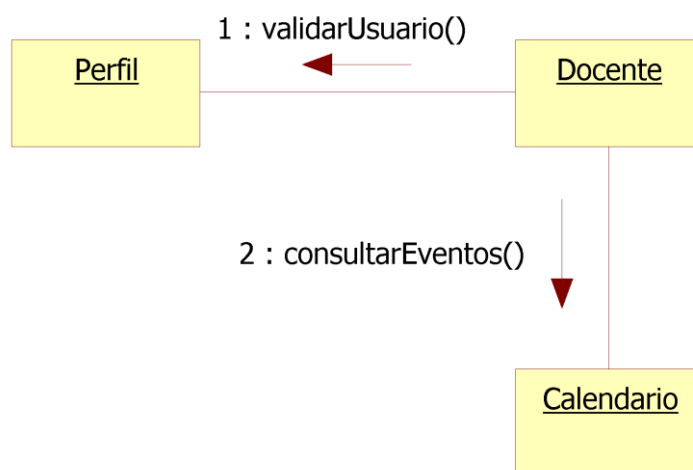 1 : validarUsuario()
Perfil
Docente
2 : consultarEventos()
Calendario